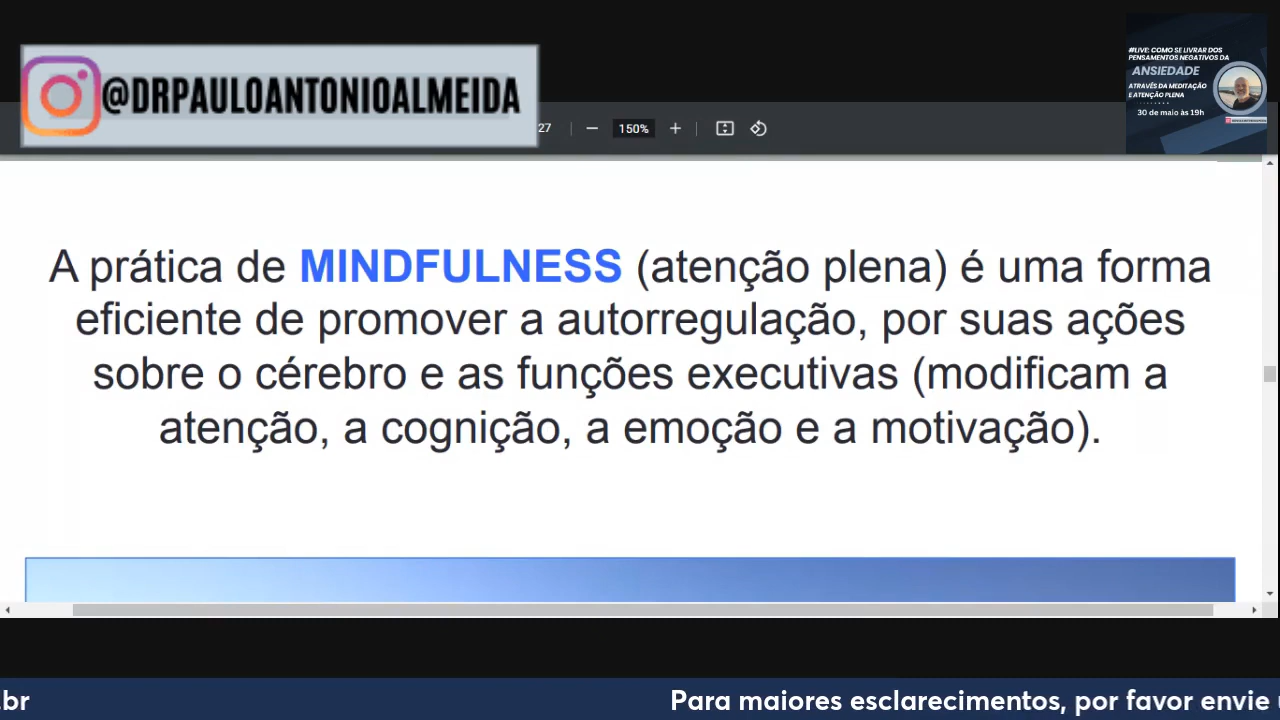 @DRPAULOANTONIOALMEIDA
#LIVE: COMO SE LIVRAR DOS
PENSAMENTOS NEGATIVOS DA
ANSIEDADE
ATRAVÉS DA MEDITAÇÃO
E ATENÇÃO PLENA
30 de maio às 19h
27
150%
A prática de MINDFULNESS (atenção plena) é uma forma
eficiente de promover a autorregulação, por suas ações
sobre o cérebro e as funções executivas (modificam a
atenção, a cognição, a emoção e a motivação).
.br
Para maiores esclarecimentos, por favor envie